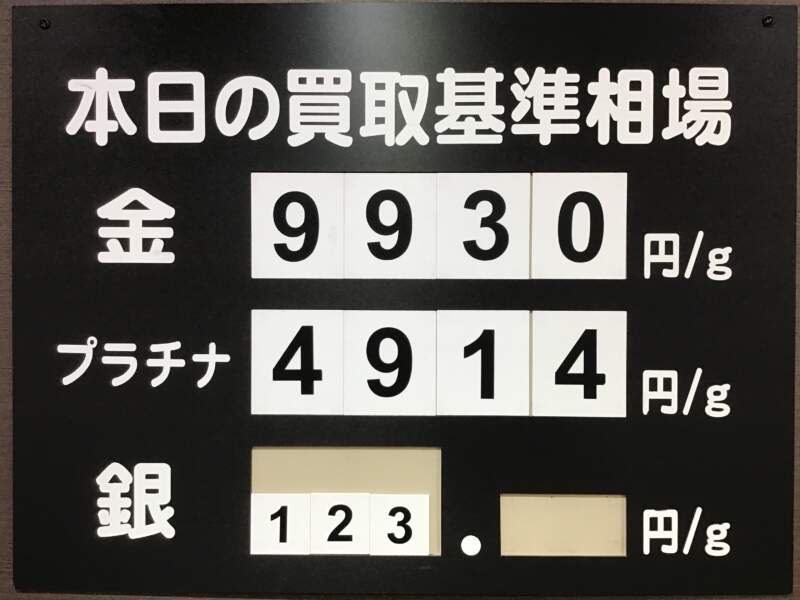 本日の買取基準相場
金 9930 円/g
プラチナ 4914 円/g
銀 123. 円/g